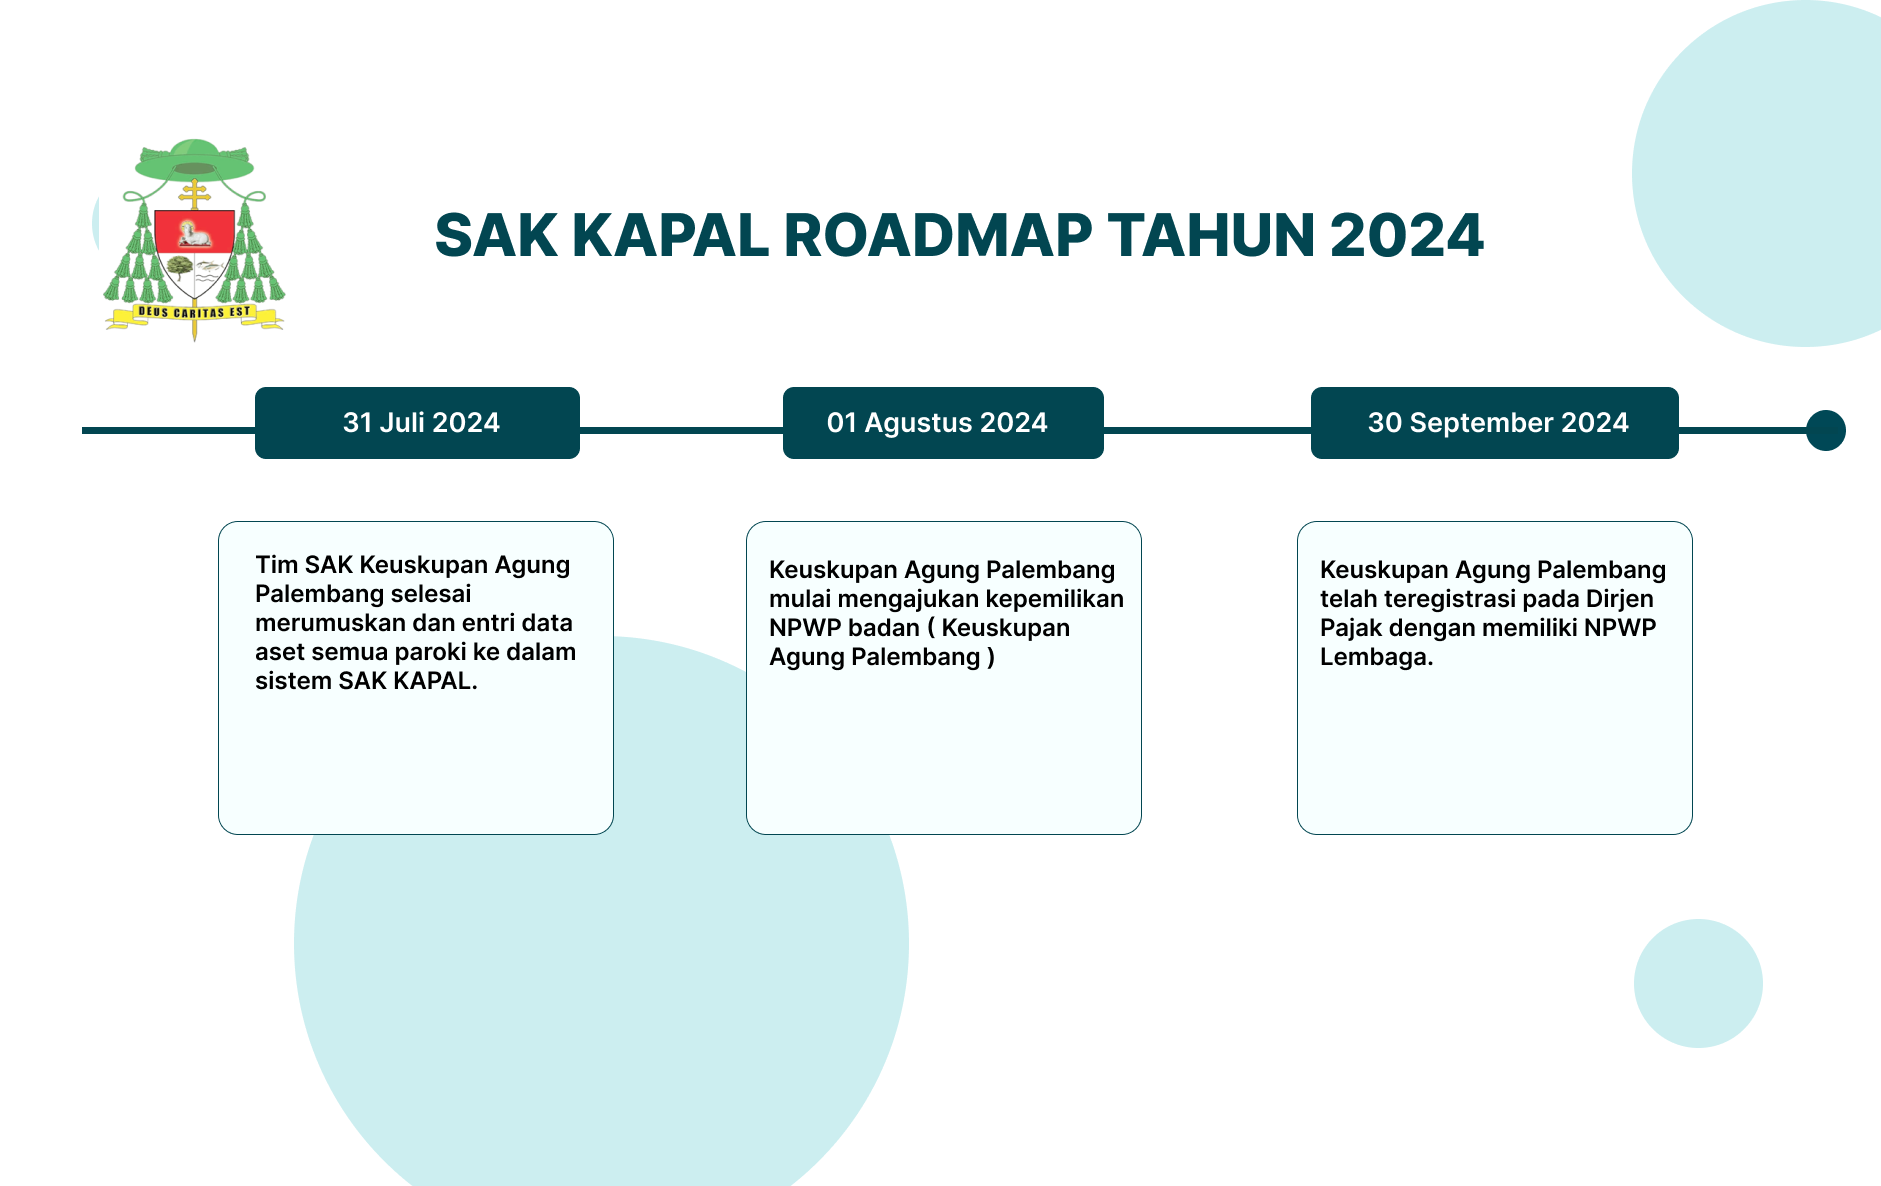 SAK KAPAL ROADMAP TAHUN 2024
DEUS CARITAS EST
31 Juli 2024
01 Agustus 2024
30 September 2024
Tim SAK Keuskupan Agung
Palembang selesai
merumuskan dan entri data
aset semua paroki ke dalam
sistem SAK KAPAL.
Keuskupan Agung Palembang
mulai mengajukan kepemilikan
NPWP badan ( Keuskupan
Agung Palembang )
Keuskupan Agung Palembang
telah teregistrasi pada Dirjen
Pajak dengan memiliki NPWP
Lembaga.